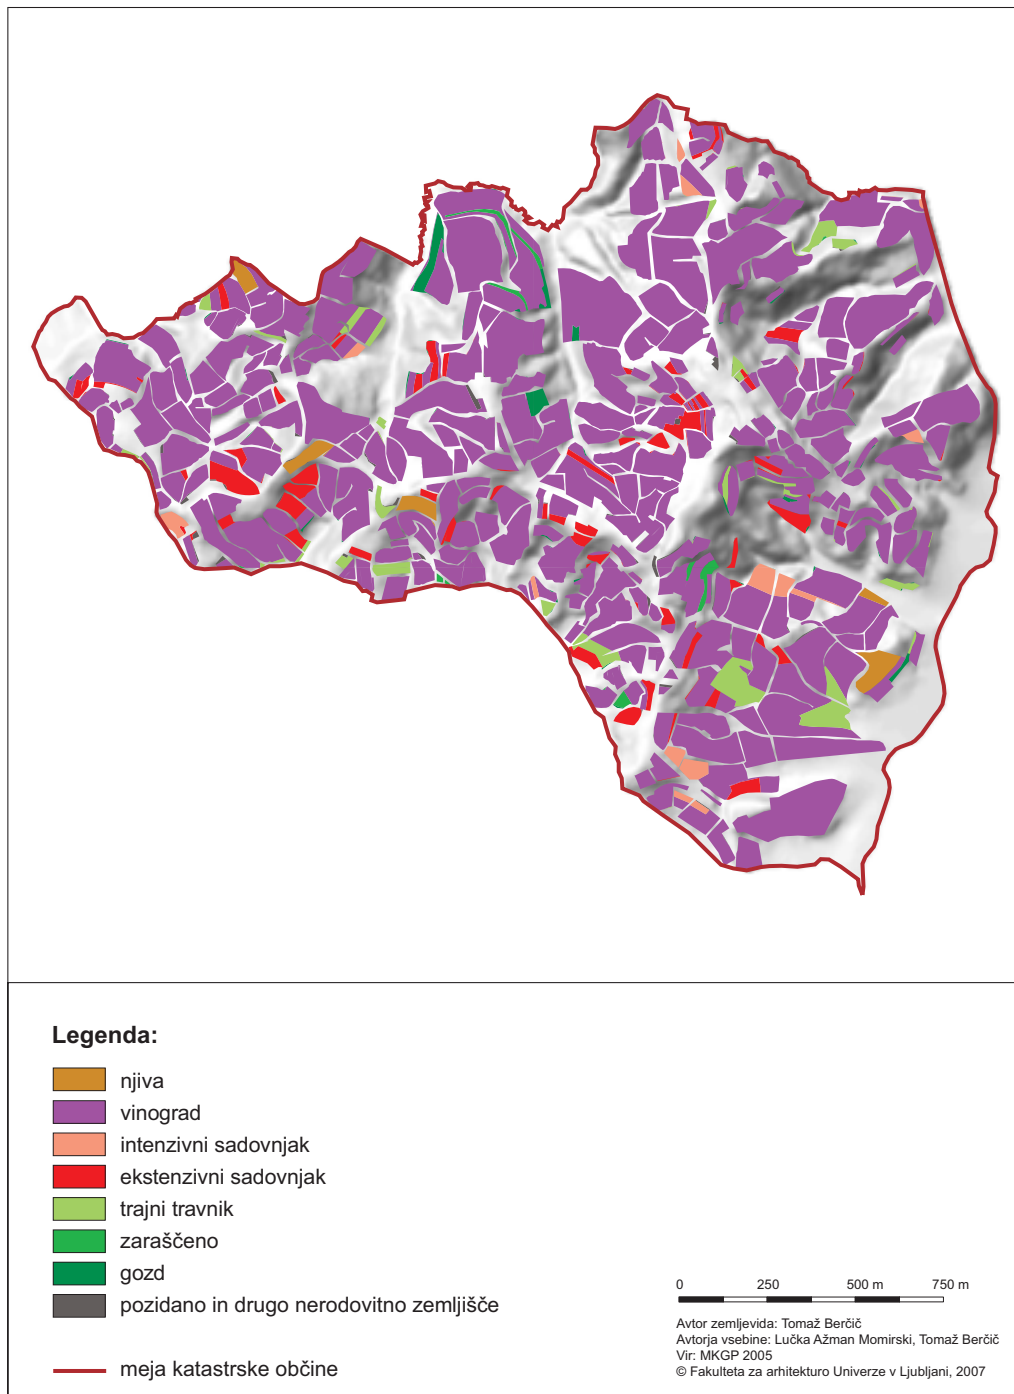 Legenda:
njiva
vinograd
intenzivni sadovnjak
ekstenzivni sadovnjak
trajni travnik
zaraščeno
gozd
pozidano in drugo nerodovitno zemljišče
meja katastrske občine
0 250 500 m 750 m
Avtor zemljevida: Tomaž Berčič
Avtorja vsebine: Lučka Ažman Momirski, Tomaž Berčič
Vir: MKGP 2005
© Fakulteta za arhitekturo Univerze v Ljubljani, 2007